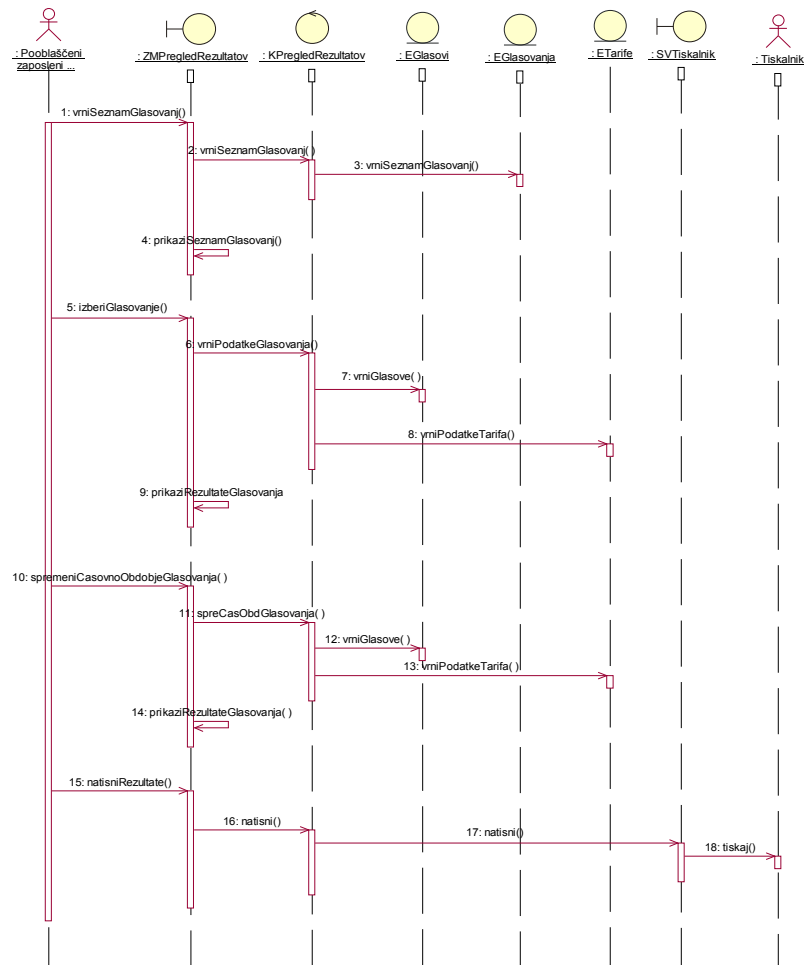 : Pooblaščeni
zaposleni ...
: ZMPregledRezultatov
: KPregledRezultatov
: EGlasovi
: EGlasovanja
: ETarife
: SVTiskalnik
: Tiskalnik
1: vrniSeznamGlasovanj()
2: vrniSeznamGlasovanj( )
3: vrniSeznamGlasovanj()
4: prikaziSeznamGlasovanj()
5: izberiGlasovanje()
6: vrniPodatkeGlasovanja()
7: vrniGlasove( )
8: vrniPodatkeTarifa()
9: prikaziRezultateGlasovanja
10: spremeniCasovnoObdobjeGlasovanja( )
11: spreCasObdGlasovanja( )
12: vrniGlasove( )
13: vrniPodatkeTarifa( )
14: prikaziRezultateGlasovanja( )
15: natisniRezultate()
16: natisni()
17: natisni()
18: tiskaj()